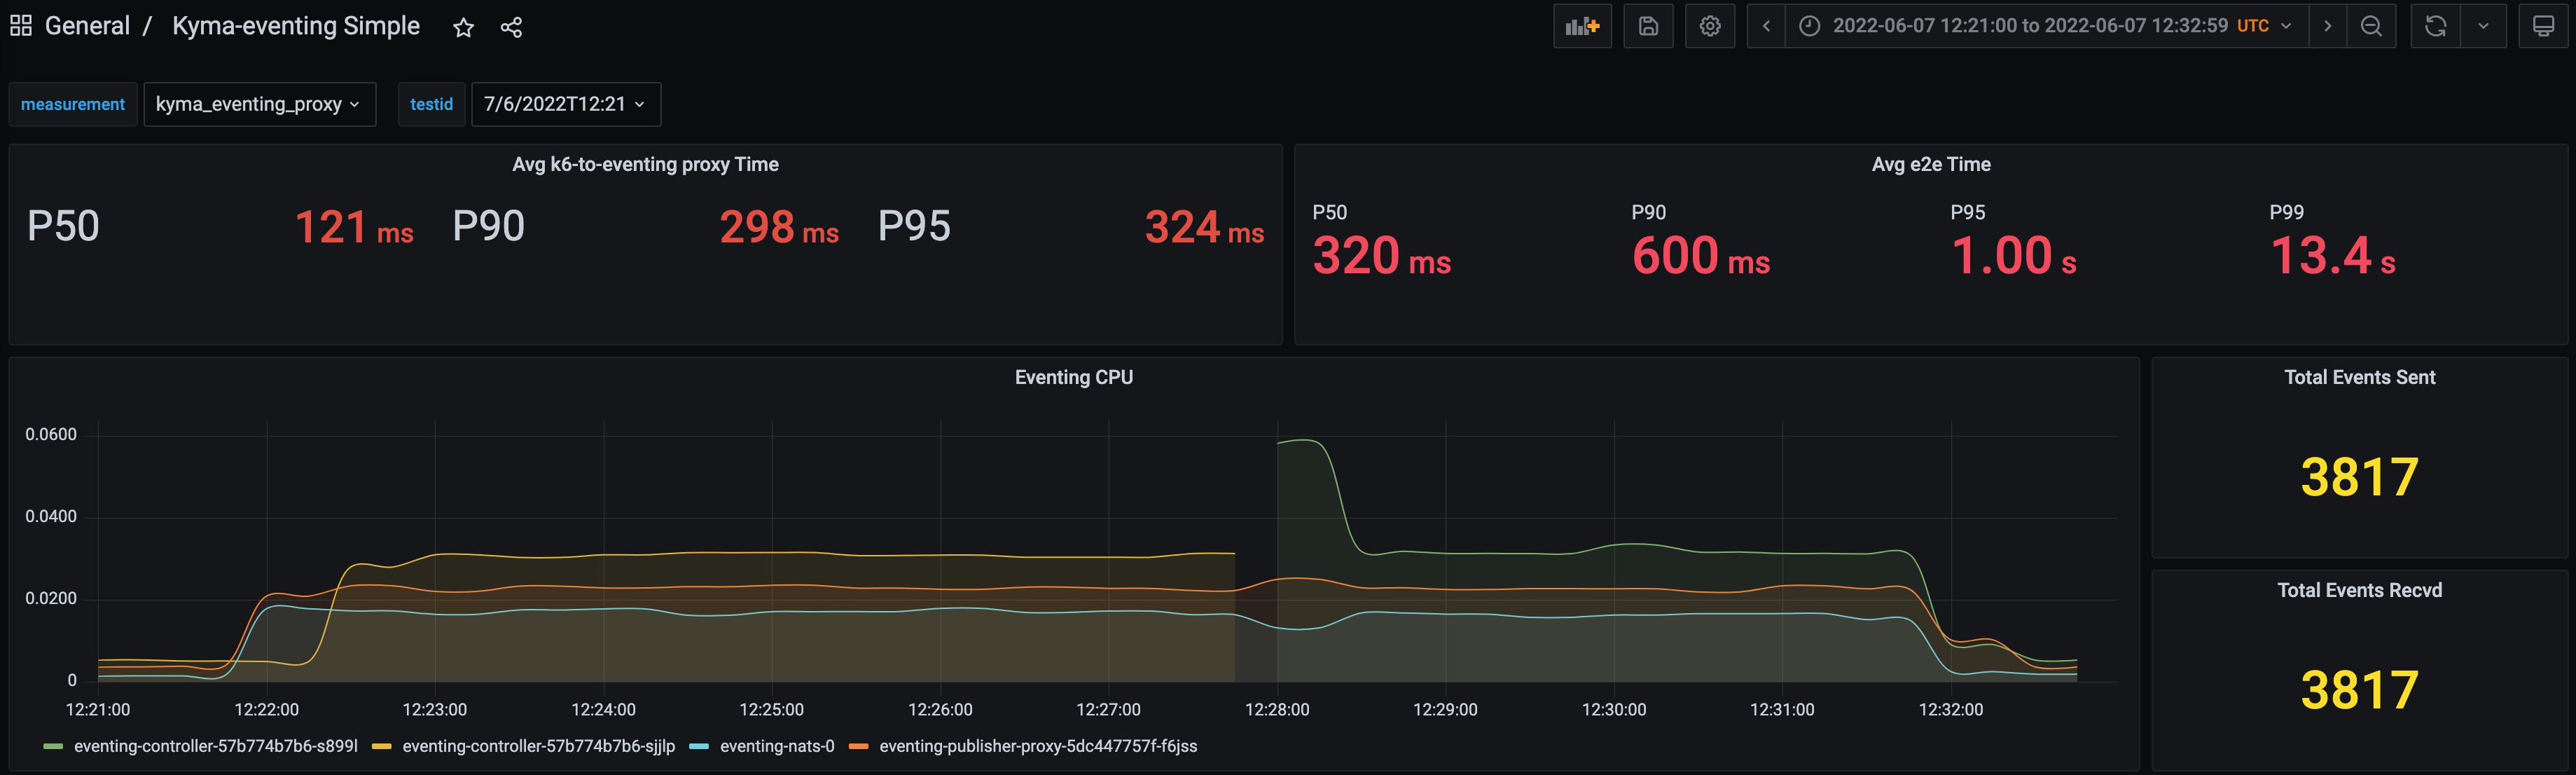 General / Kyma-eventing Simple
2022-06-07 12:21:00 to 2022-06-07 12:32:59 UTC
measurement kyma_eventing_proxy testid 7/6/2022T12:21
Avg k6-to-eventing proxy Time
P50 121 ms P90 298 ms P95 324 ms
Avg e2e Time
P50 P90 P95 P99
320 ms 600 ms 1.00 s 13.4 s
Eventing CPU
0.0600
0.0400
0.0200
0
12:21:00 12:22:00 12:23:00 12:24:00 12:25:00 12:26:00 12:27:00 12:28:00 12:29:00 12:30:00 12:31:00 12:32:00
eventing-controller-57b774b7b6-s899l eventing-controller-57b774b7b6-sjjlp eventing-nats-0 eventing-publisher-proxy-5dc447757f-f6jss
Total Events Sent
3817
Total Events Recvd
3817